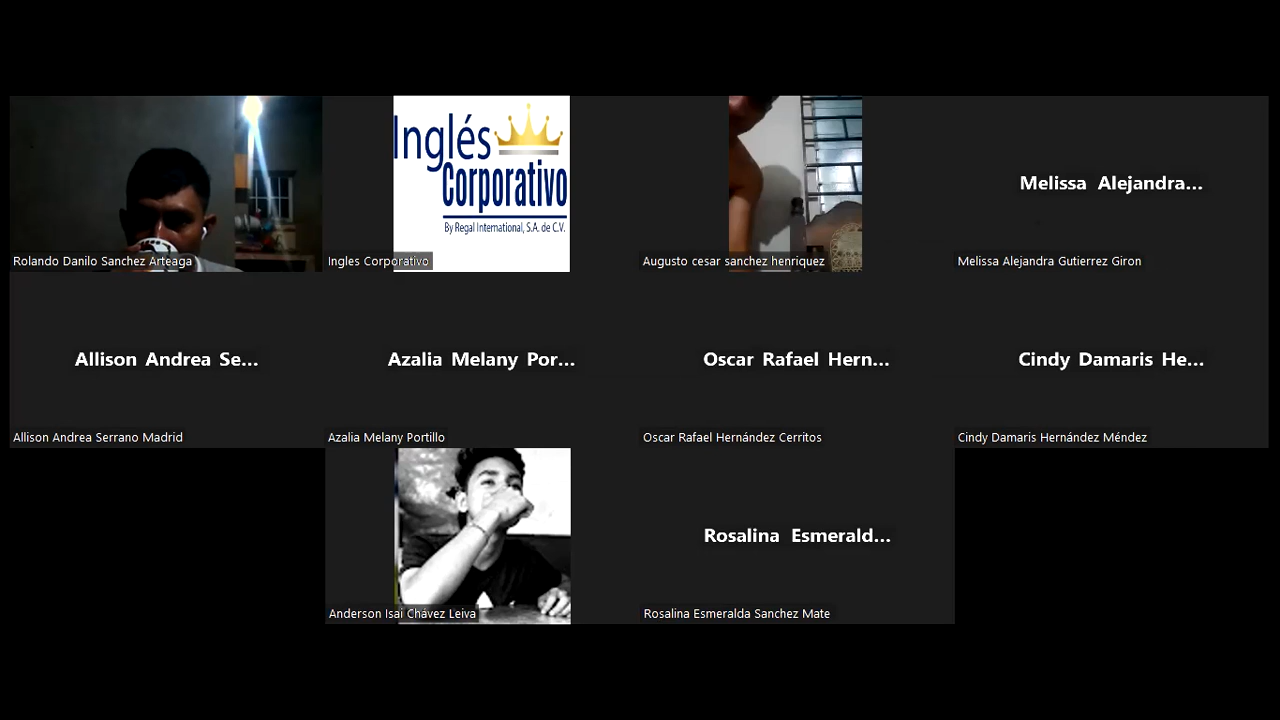 Inglés
Corporativo
By Regal International, S.A. de C.V.
Rolando Danilo Sanchez Arteaga
Ingles Corporativo
Augusto cesar sanchez henriquez
Melissa Alejandra...
Melissa Alejandra Gutierrez Giron
Allison Andrea Se...
Azalia Melany Por...
Oscar Rafael Hern...
Cindy Damaris He...
Allison Andrea Serrano Madrid
Azalia Melany Portillo
Oscar Rafael Hernández Cerritos
Cindy Damaris Hernández Méndez
Rosalina Esmerald...
Anderson Isai Chávez Leiva
Rosalina Esmeralda Sanchez Mate